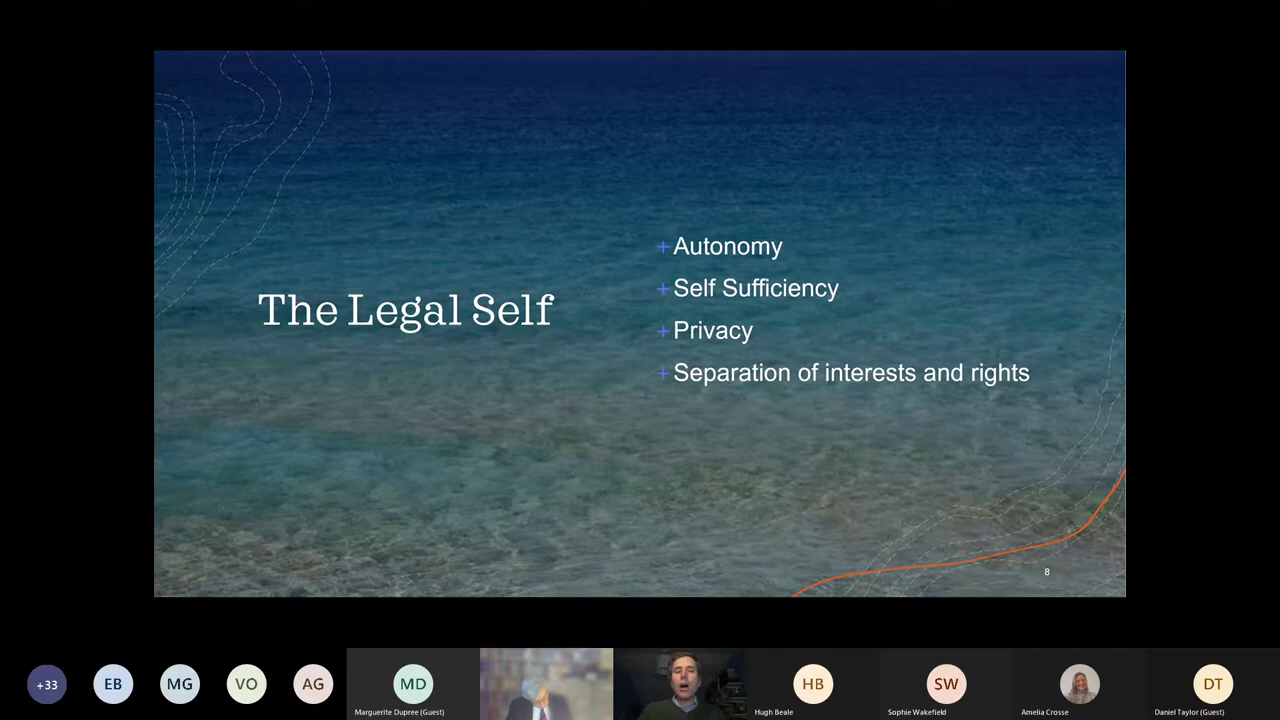 The Legal Self
+Autonomy
+Self Sufficiency
+Privacy
+Separation of interests and rights
8
+33
EB
MG
VO
AG
MD
Marguerite Dupree (Guest)
HB
Hugh Beale
SW
Sophie Wakefield
Amelia Crosse
DT
Daniel Taylor (Guest)